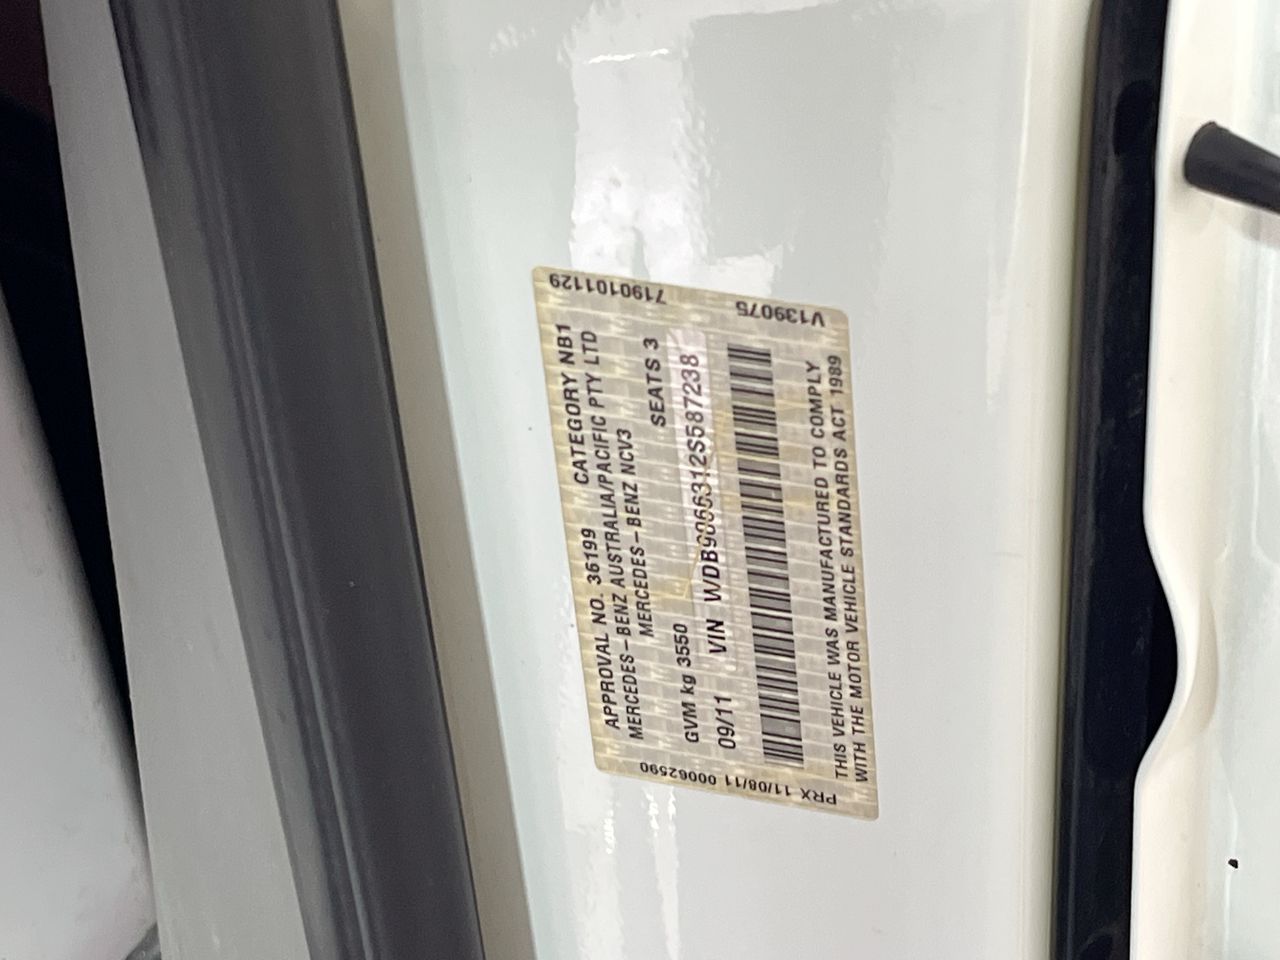 APPROVAL NO. 36199 CATEGORY NB1
MERCEDES-BENZ AUSTRALIA/PACIFIC PTY LTD
MERCEDES-BENZ NCV3
SEATS 3
GVM kg 3550
09/11 VIN WDB9066312S587238
THIS VEHICLE WAS MANUFACTURED TO COMPLY
WITH THE MOTOR VEHICLE STANDARDS ACT 1989
7190101129 V139075
PRX 11/08/11 00062590